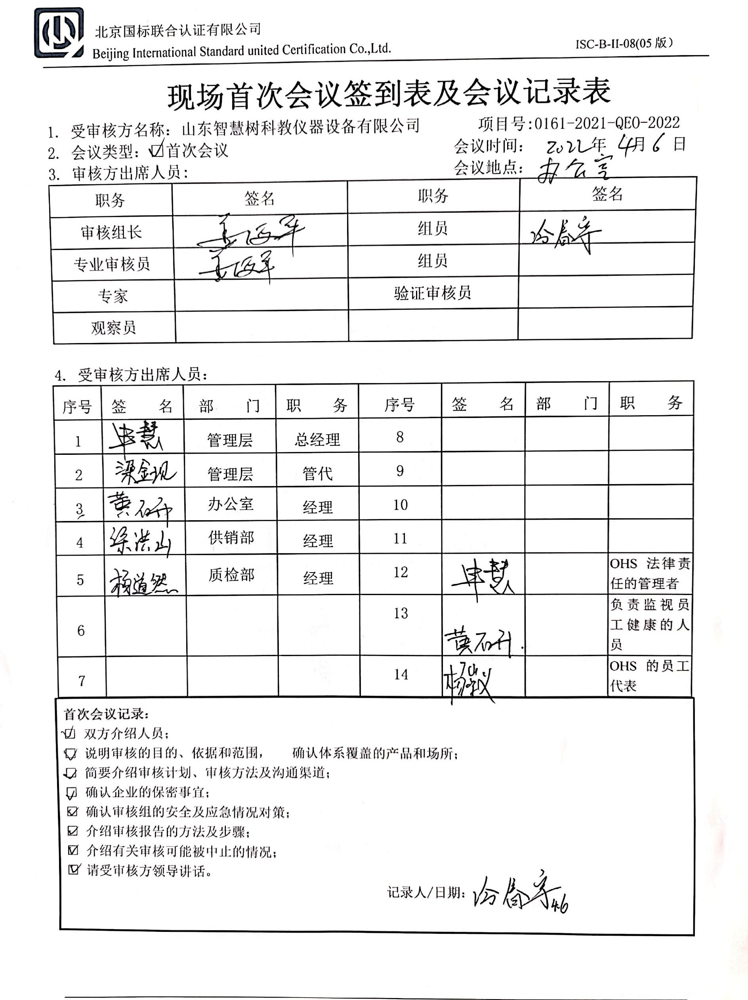 北京国标联合认证有限公司
Beijing International Standard united Certification Co.,Ltd.
ISC-B-II-08(05 版)
现场首次会议签到表及会议记录表
1. 受审核方名称：山东智慧树科教仪器设备有限公司 项目号:0161-2021-QEO-2022
2. 会议类型：☑首次会议 会议时间： 2022年 4月 6 日
3. 审核方出席人员： 会议地点： 办公室
职务 签名 职务 签名
审核组长 组员
专业审核员 组员
专家 验证审核员
观察员
4. 受审核方出席人员：
序号 签 名 部 门 职 务 序号 签 名 部 门 职 务
1 申慧 管理层 总经理 8
2 梁金现 管理层 管代 9
3 黄 办公室 经理 10
4 洪山 供销部 经理 11
5 杨道然 质检部 经理 12 申慧 OHS 法律责
任的管理者
6 13 黄 负责监视员
工健康的人
员
7 14 杨 OHS 的员工
代表
首次会议记录：
☑ 双方介绍人员；
☑ 说明审核的目的、依据和范围， 确认体系覆盖的产品和场所；
☑ 简要介绍审核计划、审核方法及沟通渠道；
☑ 确认企业的保密事宜；
☑ 确认审核组的安全及应急情况对策；
☑ 介绍审核报告的方法及步骤；
☑ 介绍有关审核可能被中止的情况；
☑ 请受审核方领导讲话。
记录人/日期： 4.6